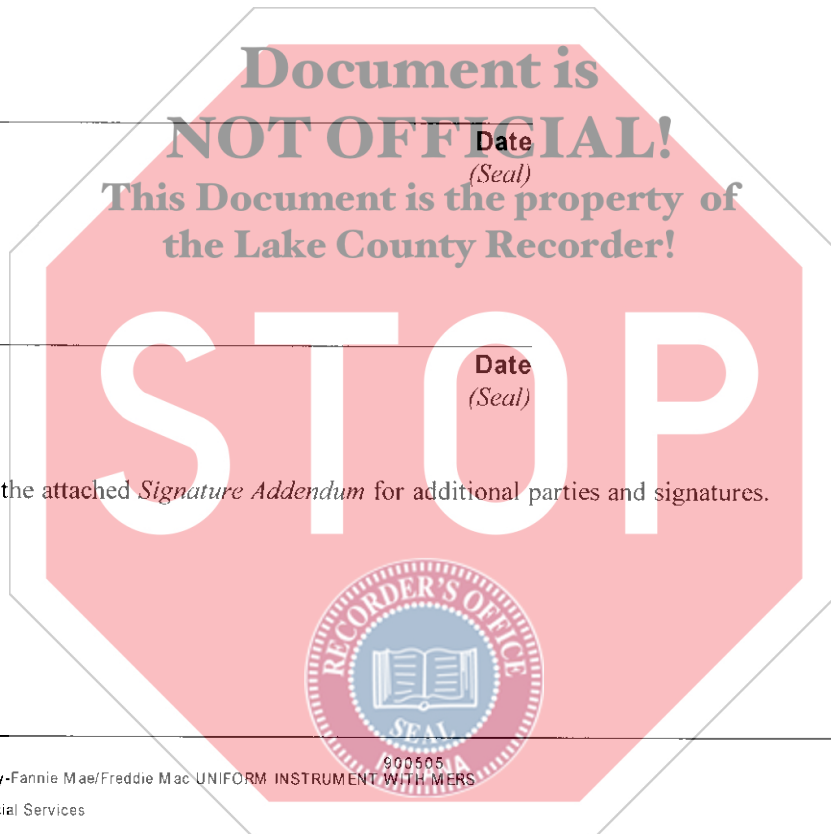 Document is
NOT OFFICIAL!
Date
(Seal)
This Document is the property of
the Lake County Recorder!
STOP
Date
(Seal)
the attached Signature Addendum for additional parties and signatures.
RECORDER'S OFFICE
SEAL
INDIANA
900505
y-Fannie Mae/Freddie Mac UNIFORM INSTRUMENT WITH MERS
cial Services